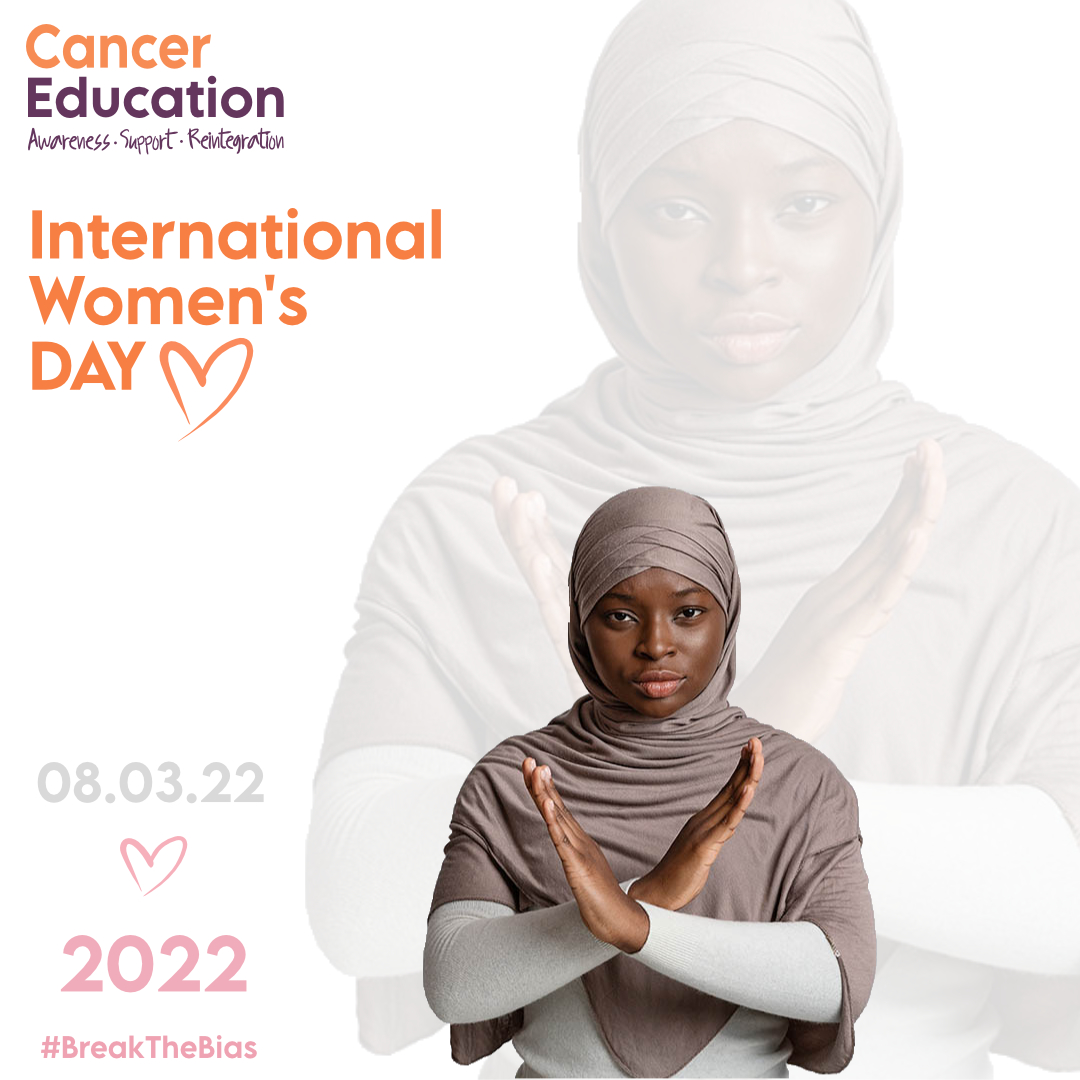 Cancer
Education
Awareness · Support · Reintegration
International
Women's
DAY
08.03.22
2022
#BreakTheBias